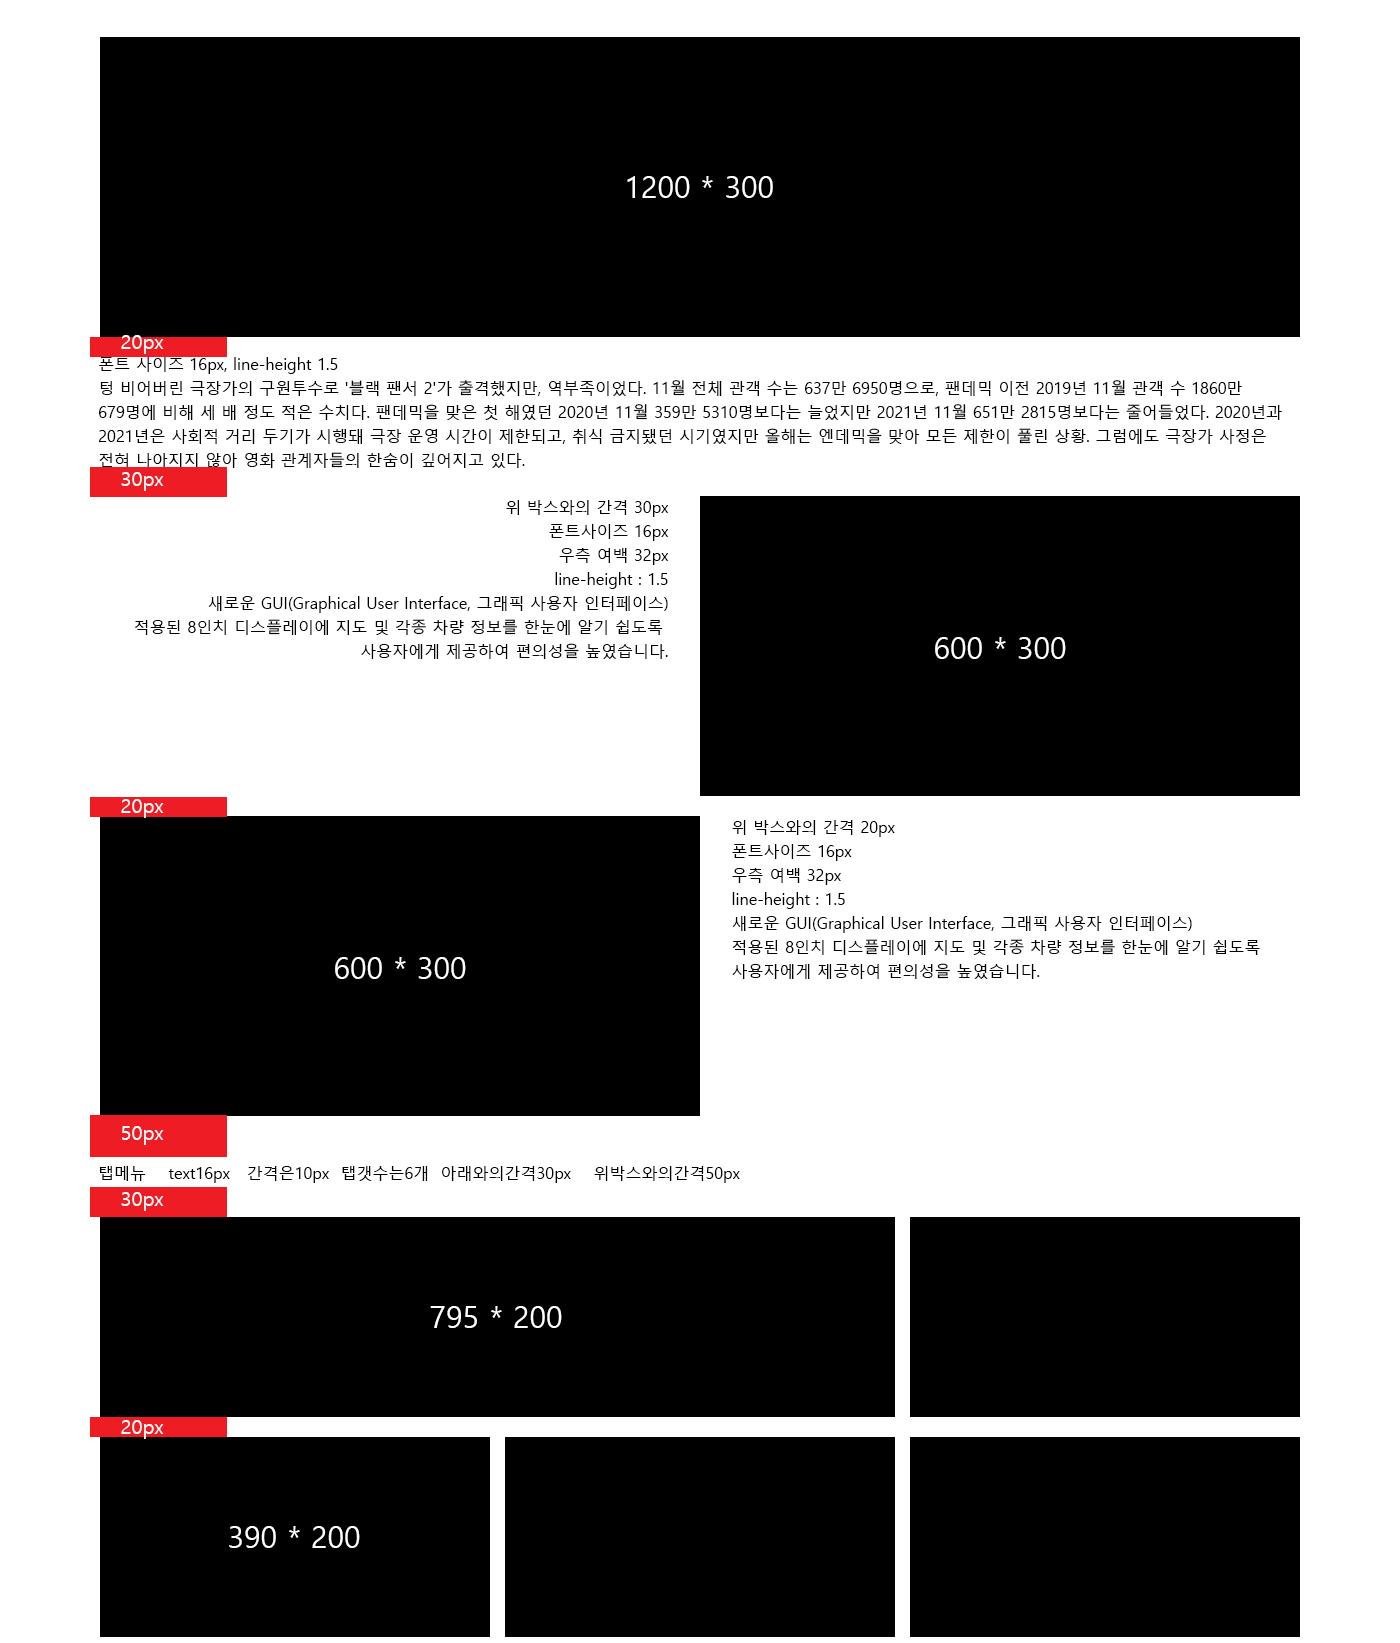 1200 * 300
20px
폰트 사이즈 16px, line-height 1.5
텅 비어버린 극장가의 구원투수로 '블랙 팬서 2'가 출격했지만, 역부족이었다. 11월 전체 관객 수는 637만 6950명으로, 팬데믹 이전 2019년 11월 관객 수 1860만
679명에 비해 세 배 정도 적은 수치다. 팬데믹을 맞은 첫 해였던 2020년 11월 359만 5310명보다는 늘었지만 2021년 11월 651만 2815명보다는 줄어들었다. 2020년과
2021년은 사회적 거리 두기가 시행돼 극장 운영 시간이 제한되고, 취식 금지됐던 시기였지만 올해는 엔데믹을 맞아 모든 제한이 풀린 상황. 그럼에도 극장가 사정은
전혀 나아지지 않아 영화 관계자들의 한숨이 깊어지고 있다.
30px
위 박스와의 간격 30px
폰트사이즈 16px
우측 여백 32px
line-height : 1.5
새로운 GUI(Graphical User Interface, 그래픽 사용자 인터페이스)
적용된 8인치 디스플레이에 지도 및 각종 차량 정보를 한눈에 알기 쉽도록
사용자에게 제공하여 편의성을 높였습니다.
600 * 300
20px
600 * 300
위 박스와의 간격 20px
폰트사이즈 16px
우측 여백 32px
line-height : 1.5
새로운 GUI(Graphical User Interface, 그래픽 사용자 인터페이스)
적용된 8인치 디스플레이에 지도 및 각종 차량 정보를 한눈에 알기 쉽도록
사용자에게 제공하여 편의성을 높였습니다.
50px
탭메뉴 text16px 간격은10px 탭갯수는6개 아래와의간격30px 위박스와의간격50px
30px
795 * 200
20px
390 * 200